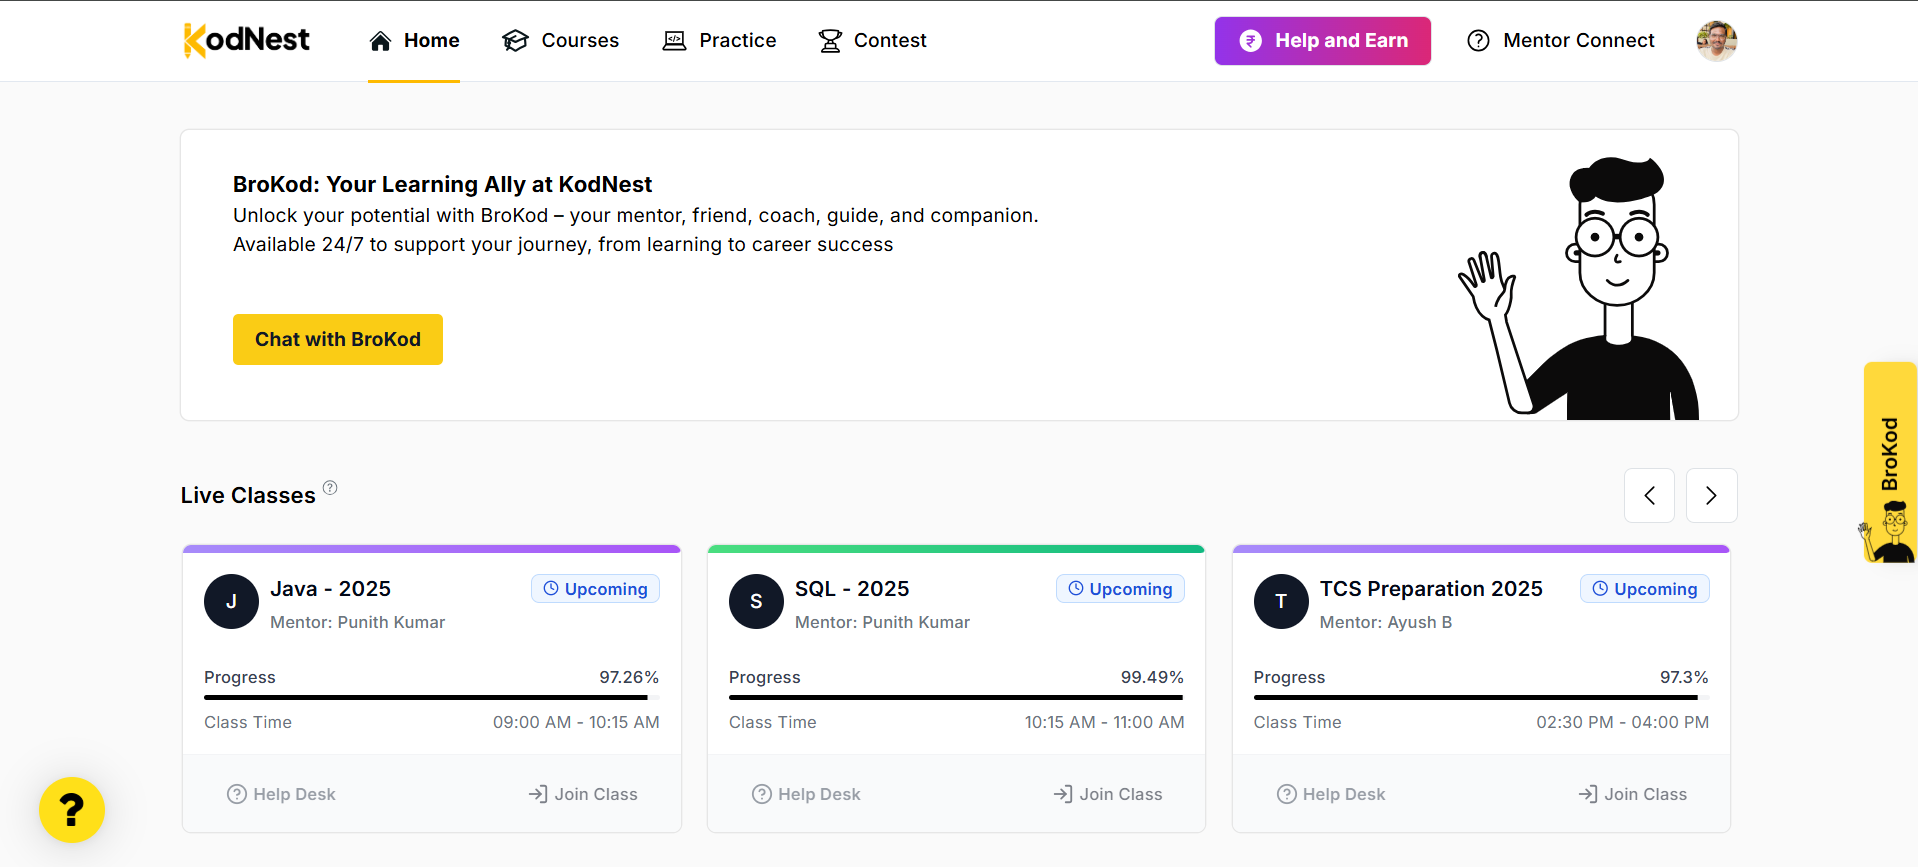 KodNest
Home
Courses
Practice
Contest
Help and Earn
Mentor Connect
BroKod: Your Learning Ally at KodNest
Unlock your potential with BroKod – your mentor, friend, coach, guide, and companion.
Available 24/7 to support your journey, from learning to career success
Chat with BroKod
BroKod
Live Classes
J
Java - 2025
Upcoming
Mentor: Punith Kumar
Progress
97.26%
Class Time
09:00 AM - 10:15 AM
Help Desk
Join Class
S
SQL - 2025
Upcoming
Mentor: Punith Kumar
Progress
99.49%
Class Time
10:15 AM - 11:00 AM
Help Desk
Join Class
T
TCS Preparation 2025
Upcoming
Mentor: Ayush B
Progress
97.3%
Class Time
02:30 PM - 04:00 PM
Help Desk
Join Class
?